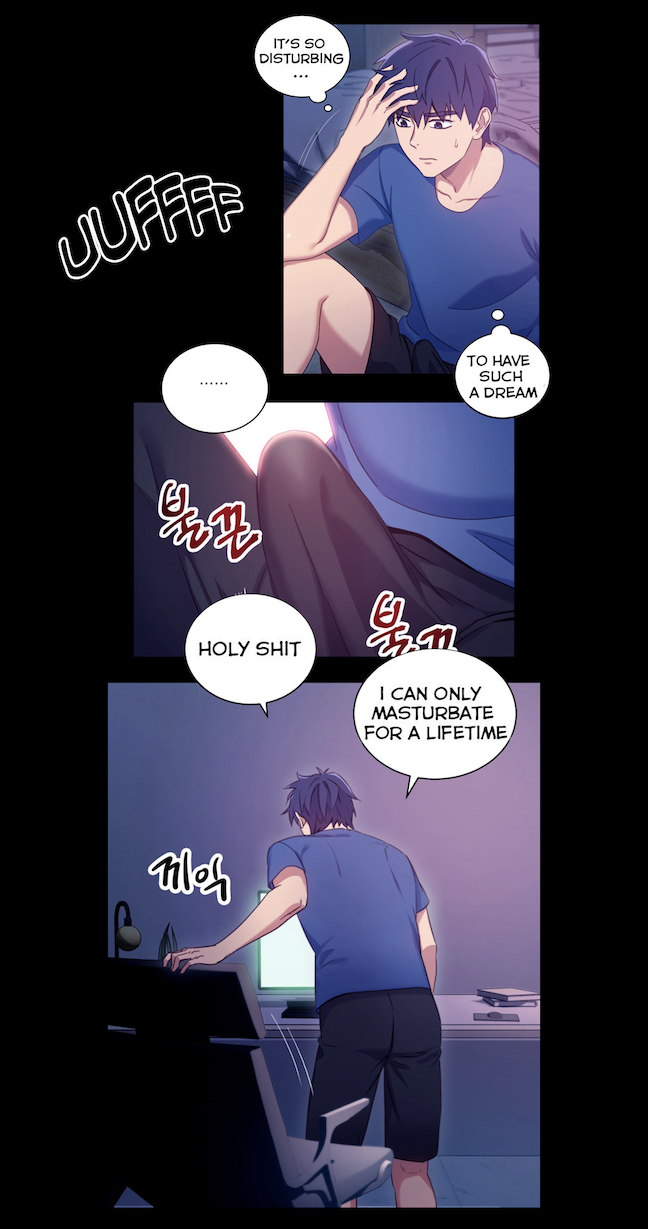 IT'S SO
DISTURBING
...
UUFFFF
TO HAVE
SUCH
A DREAM
......
불끈
HOLY SHIT
불끈
I CAN ONLY
MASTURBATE
FOR A LIFETIME
끼익